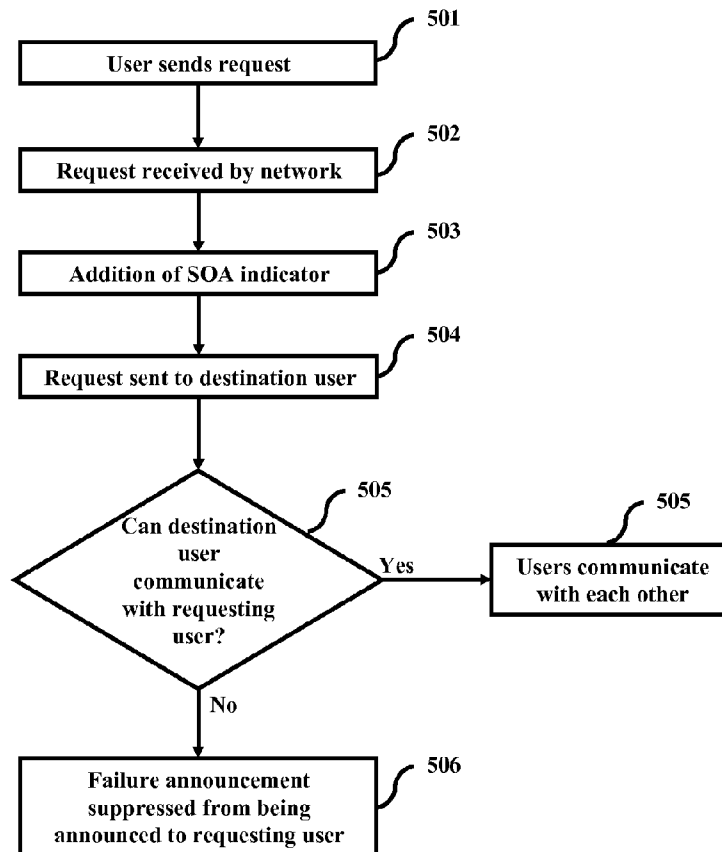 501
User sends request
502
Request received by network
503
Addition of SOA indicator
504
Request sent to destination user
505
Can destination
user
communicate
with requesting
user?
Yes
505
Users communicate
with each other
No
506
Failure announcement
suppressed from being
announced to requesting user